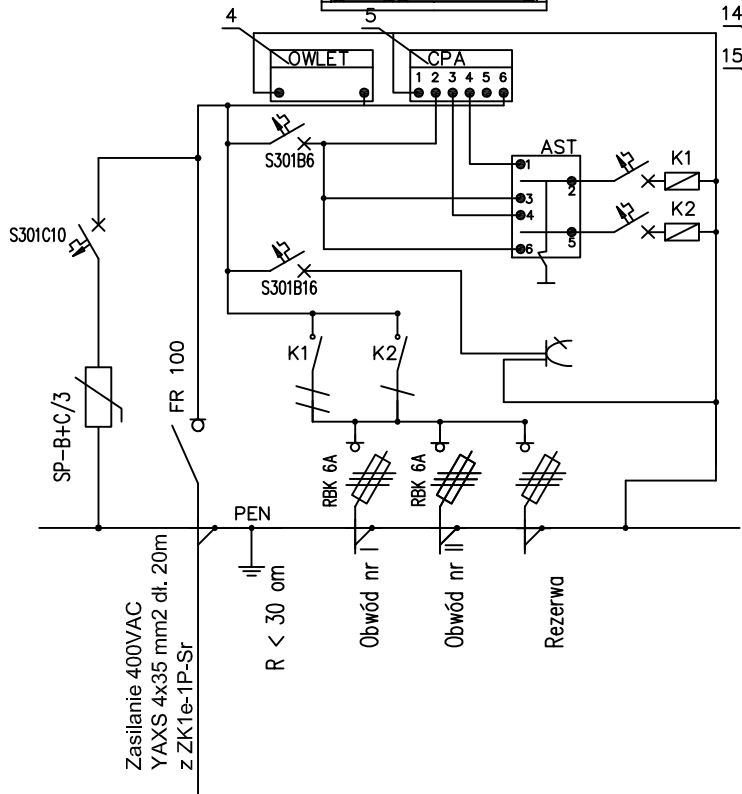 14
15
4
5
OWLET
CPA
1 2 3 4 5 6
S301B6
AST
1
2
3
4
5
6
K1
K2
S301C10
S301B16
K1
K2
FR 100
SP-B+C/3
RBK 6A
RBK 6A
PEN
R < 30 om
Obwód nr I
Obwód nr II
Rezerwa
Zasilanie 400VAC
YAXS 4x35 mm2 dł. 20m
z ZK1e-1P-Sr